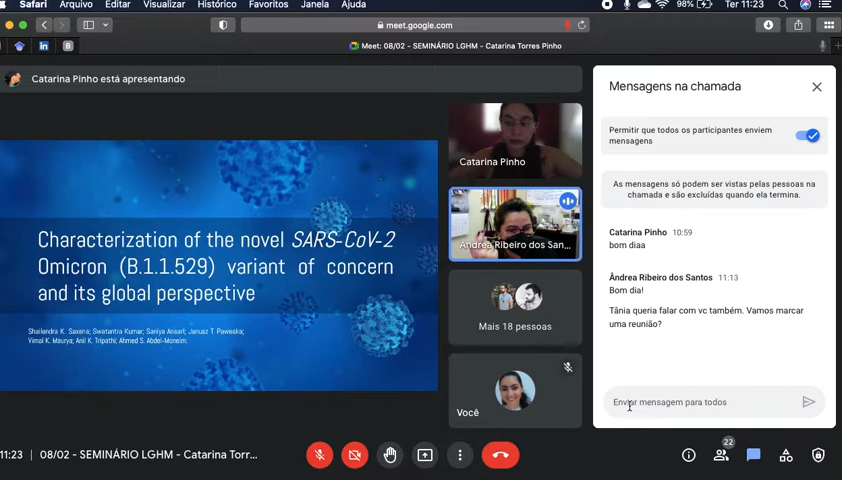 Safari Arquivo Editar Visualizar Histórico Favoritos Janela Ajuda 98% Ter 11:23
meet.google.com
Meet: 08/02 - SEMINÁRIO LGHM - Catarina Torres Pinho
Catarina Pinho está apresentando
Characterization of the novel SARS-CoV-2
Omicron (B.1.1.529) variant of concern
and its global perspective
Shailendra K. Saxena; Swatantra Kumar; Saniya Ansari; Janusz T. Paweska;
Vimal K. Maurya; Anil K. Tripathi; Ahmed S. Abdel-Moneim.
Catarina Pinho
Andrea Ribeiro dos San...
Mais 18 pessoas
Você
Mensagens na chamada
Permitir que todos os participantes enviem
mensagens
As mensagens só podem ser vistas pelas pessoas na
chamada e são excluídas quando ela termina.
Catarina Pinho 10:59
bom diaa
Ândrea Ribeiro dos Santos 11:13
Bom dia!
Tânia queria falar com vc também. Vamos marcar
uma reunião?
Enviar mensagem para todos
11:23 | 08/02 - SEMINÁRIO LGHM - Catarina Torr...
22